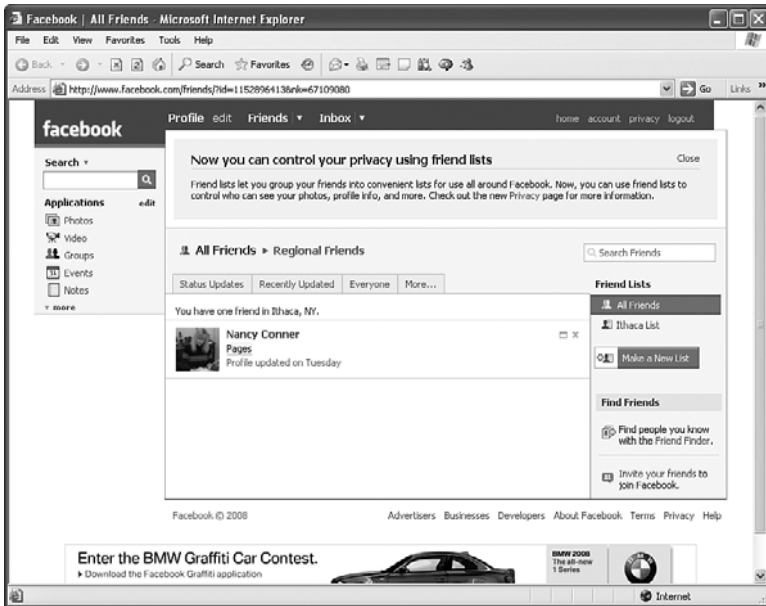 Facebook | All Friends - Microsoft Internet Explorer
File Edit View Favorites Tools Help
Back Search Favorites
Address http://www.facebook.com/friends/?id=1152896413&nk=67109080 Go Links »
facebook
Profile edit Friends Inbox home account privacy logout
Search
Applications edit
Photos
Video
Groups
31 Events
Notes
more
Now you can control your privacy using friend lists Close
Friend lists let you group your friends into convenient lists for use all around Facebook. Now, you can use friend lists to
control who can see your photos, profile info, and more. Check out the new Privacy page for more information.
All Friends ▸ Regional Friends
Search Friends
Status Updates Recently Updated Everyone More...
You have one friend in Ithaca, NY.
Nancy Conner
Pages
Profile updated on Tuesday
Friend Lists
All Friends
Ithaca List
Make a New List
Find Friends
Find people you know
with the Friend Finder.
Invite your friends to
join Facebook.
Facebook © 2008 Advertisers Businesses Developers About Facebook Terms Privacy Help
Enter the BMW Graffiti Car Contest.
▸ Download the Facebook Graffiti application
BMW 2008
The all-new
1 Series
Internet